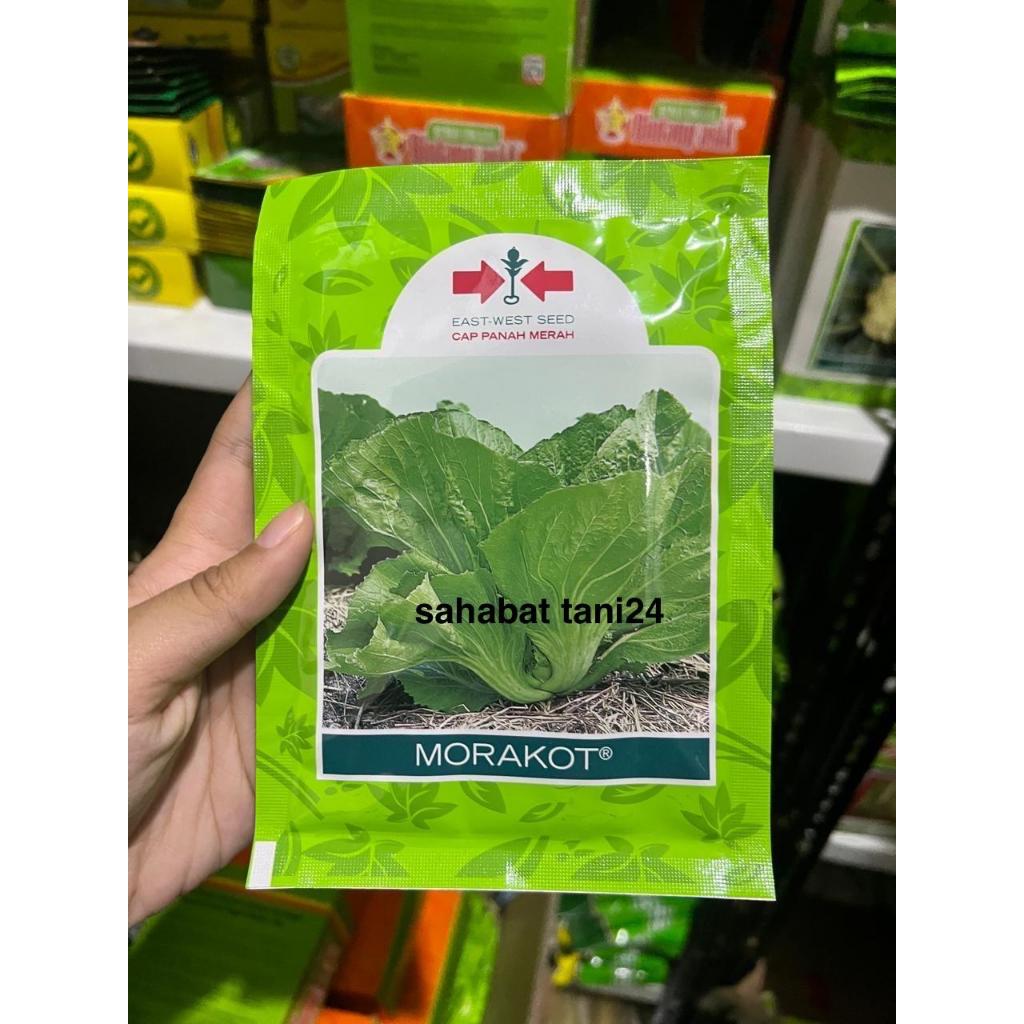 EAST-WEST SEED
CAP PANAH MERAH
sahabat tani24
MORAKOT®